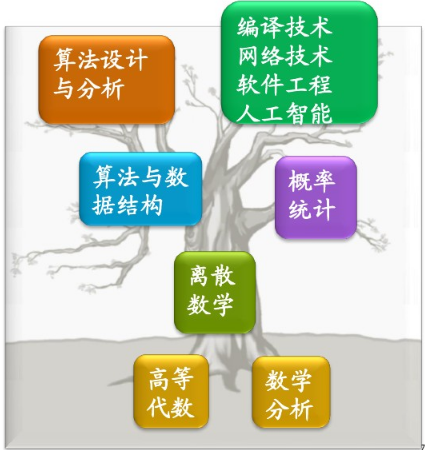 算法设计
与分析
编译技术
网络技术
软件工程
人工智能
算法与数
据结构
概率
统计
离散
数学
高等
代数
数学
分析
7